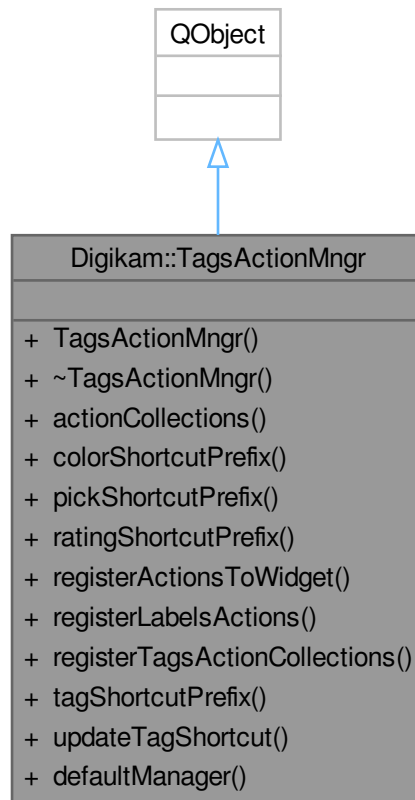 QObject
Digikam::TagsActionMngr
+ TagsActionMngr()
+ ~TagsActionMngr()
+ actionCollections()
+ colorShortcutPrefix()
+ pickShortcutPrefix()
+ ratingShortcutPrefix()
+ registerActionsToWidget()
+ registerLabelsActions()
+ registerTagsActionCollections()
+ tagShortcutPrefix()
+ updateTagShortcut()
+ defaultManager()